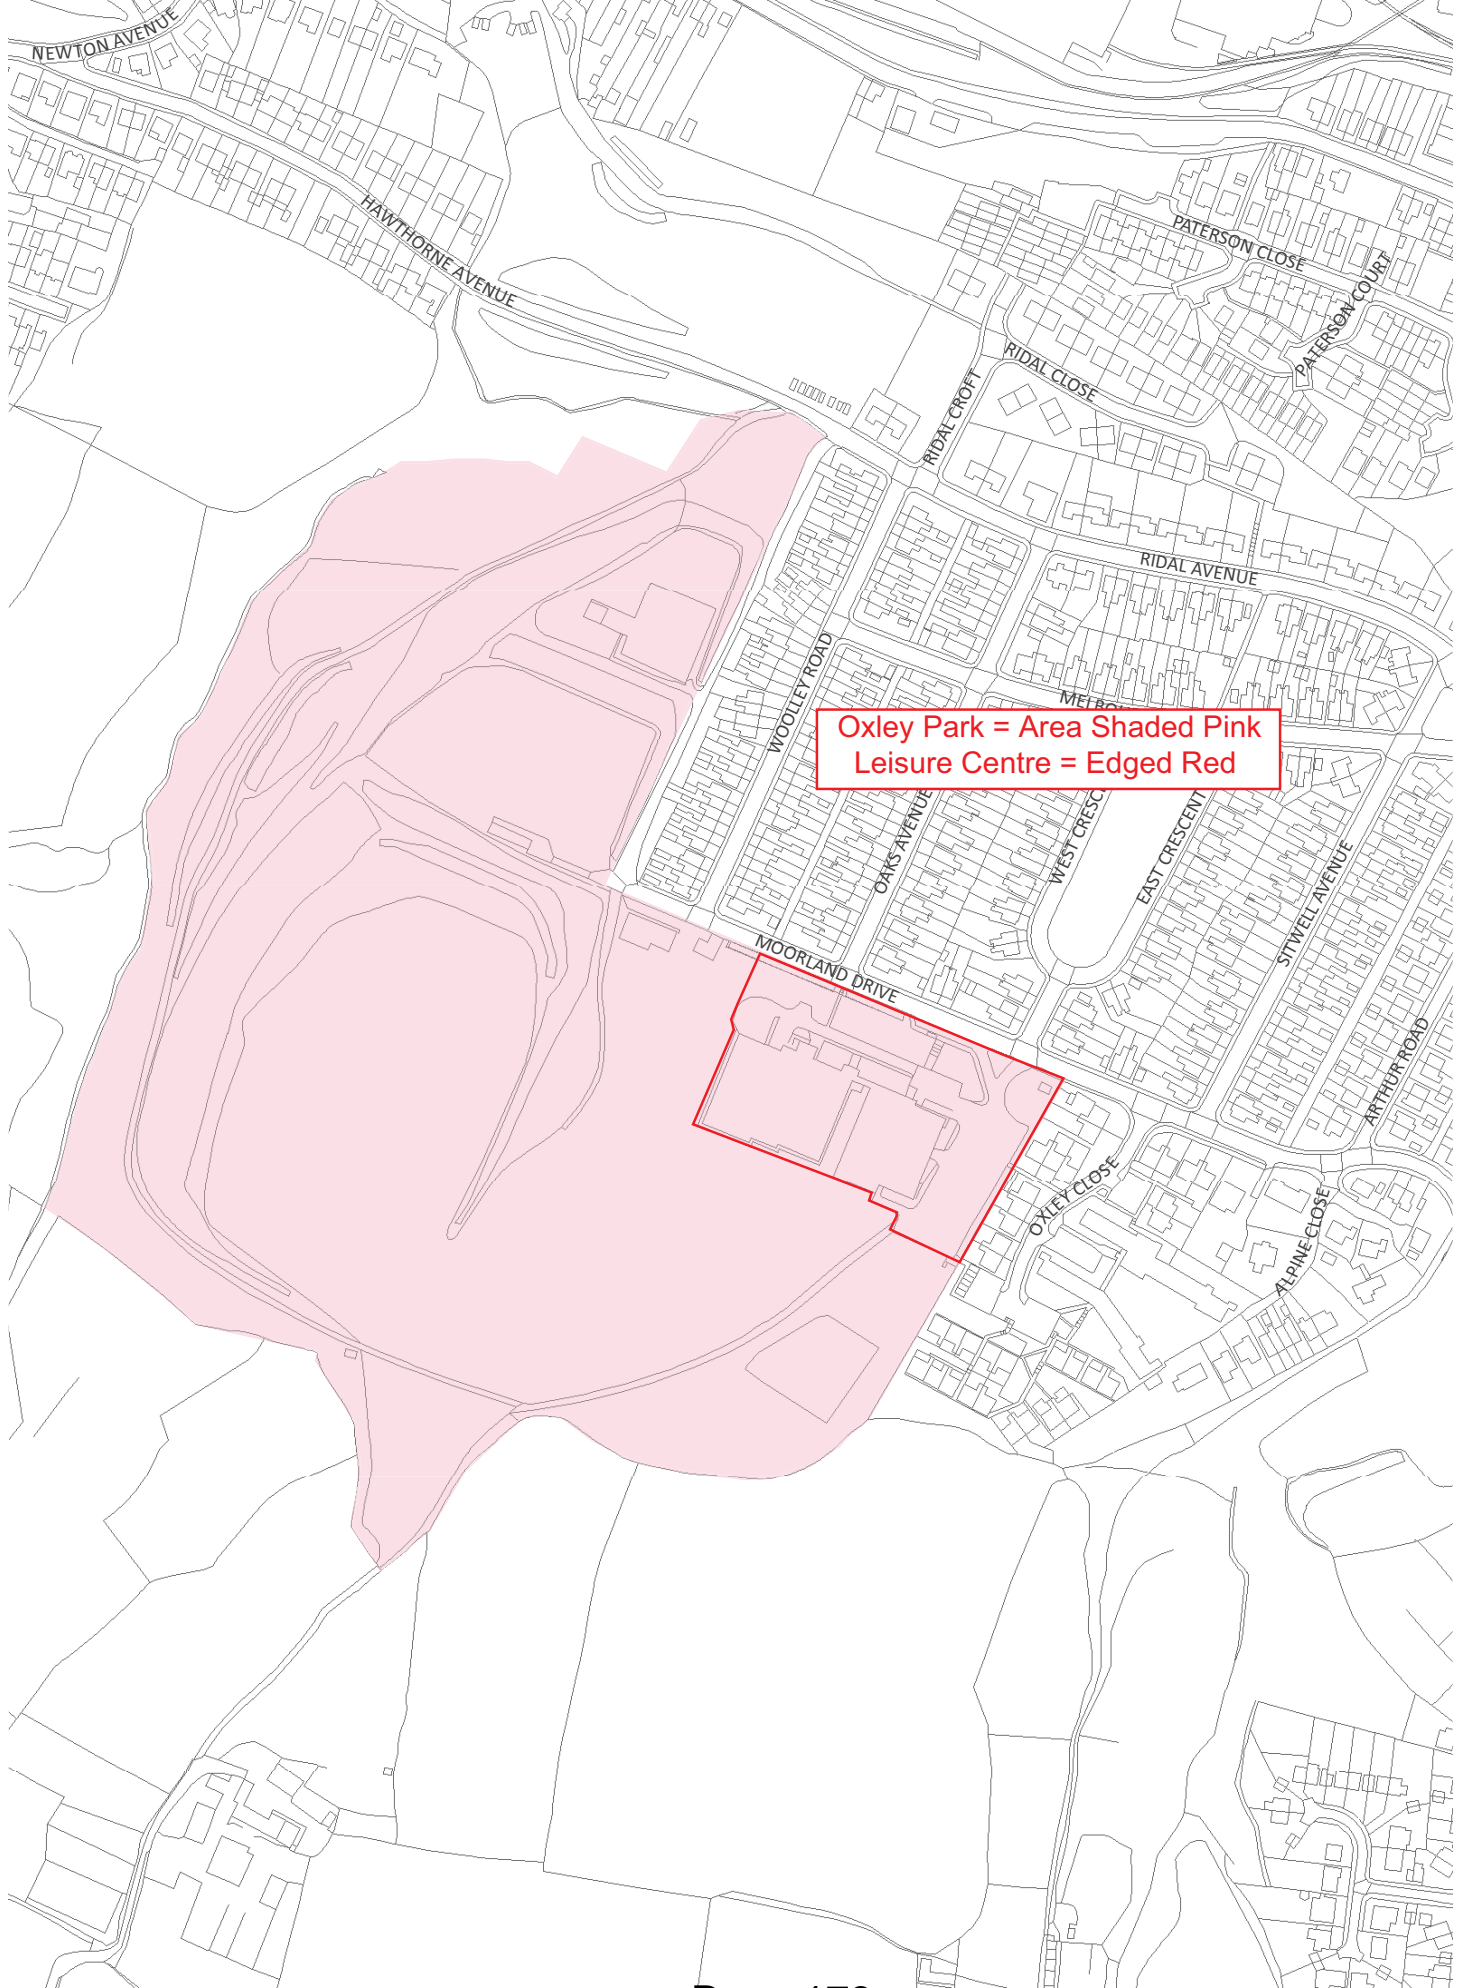 NEWTON AVENUE
HAWTHORNE AVENUE
PATERSON CLOSE
PATERSON COURT
RIDAL CLOSE
RIDAL CROFT
RIDAL AVENUE
WOOLLEY ROAD
Oxley Park = Area Shaded Pink
Leisure Centre = Edged Red
OAKS AVENUE
EAST CRESCENT
SITWELL AVENUE
MOORLAND DRIVE
ARTHUR ROAD
OXLEY CLOSE
ALPINE CLOSE